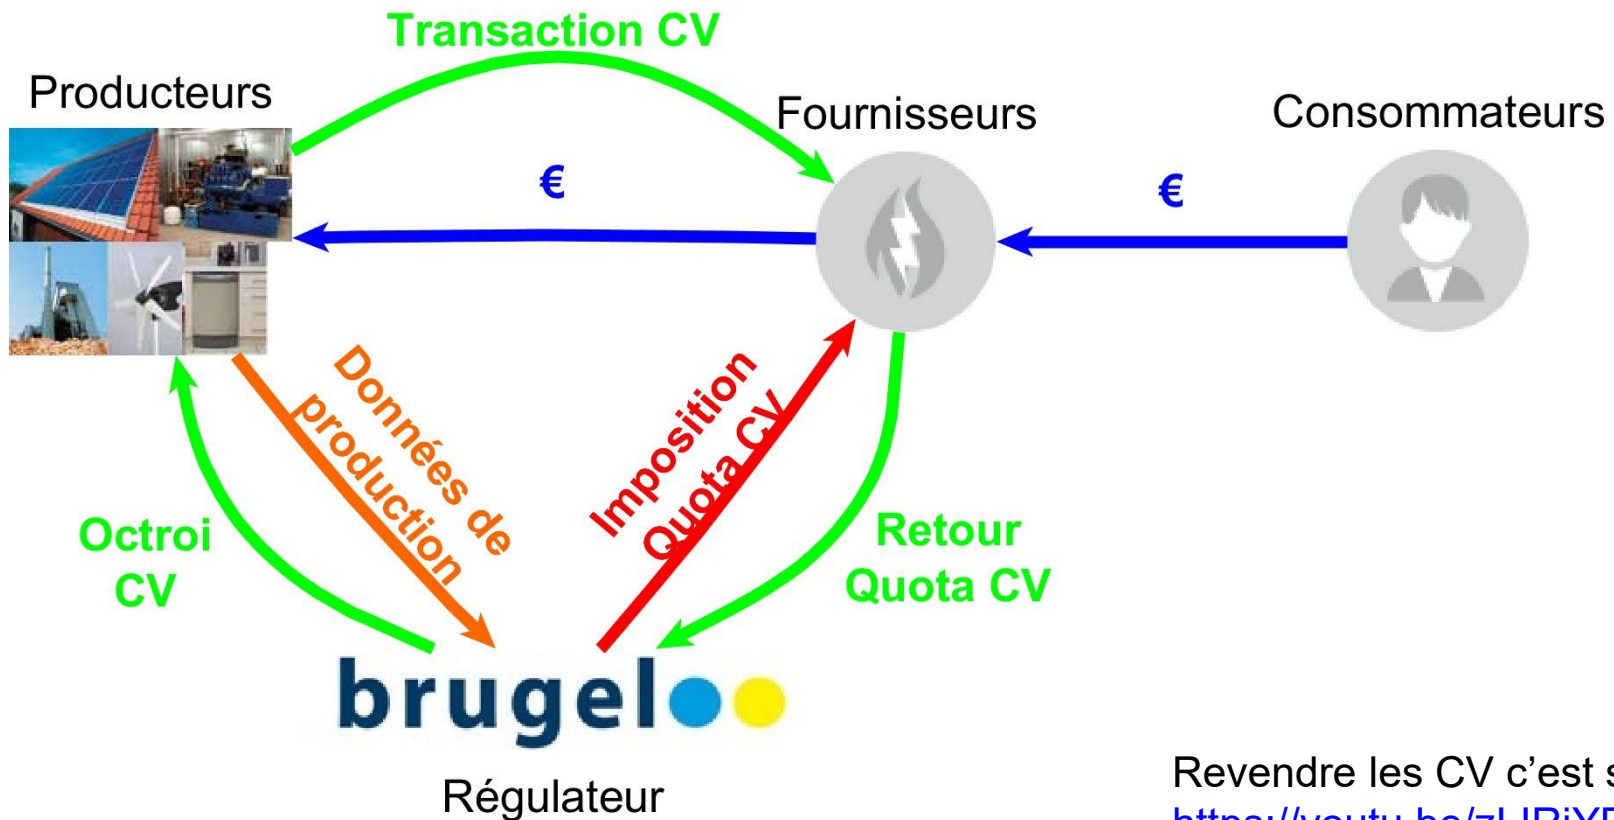 Transaction CV
Producteurs
Fournisseurs
Consommateurs
€
€
Données de
production
Imposition
Quota CV
Octroi
CV
Retour
Quota CV
brugel
Régulateur
Revendre les CV c’est